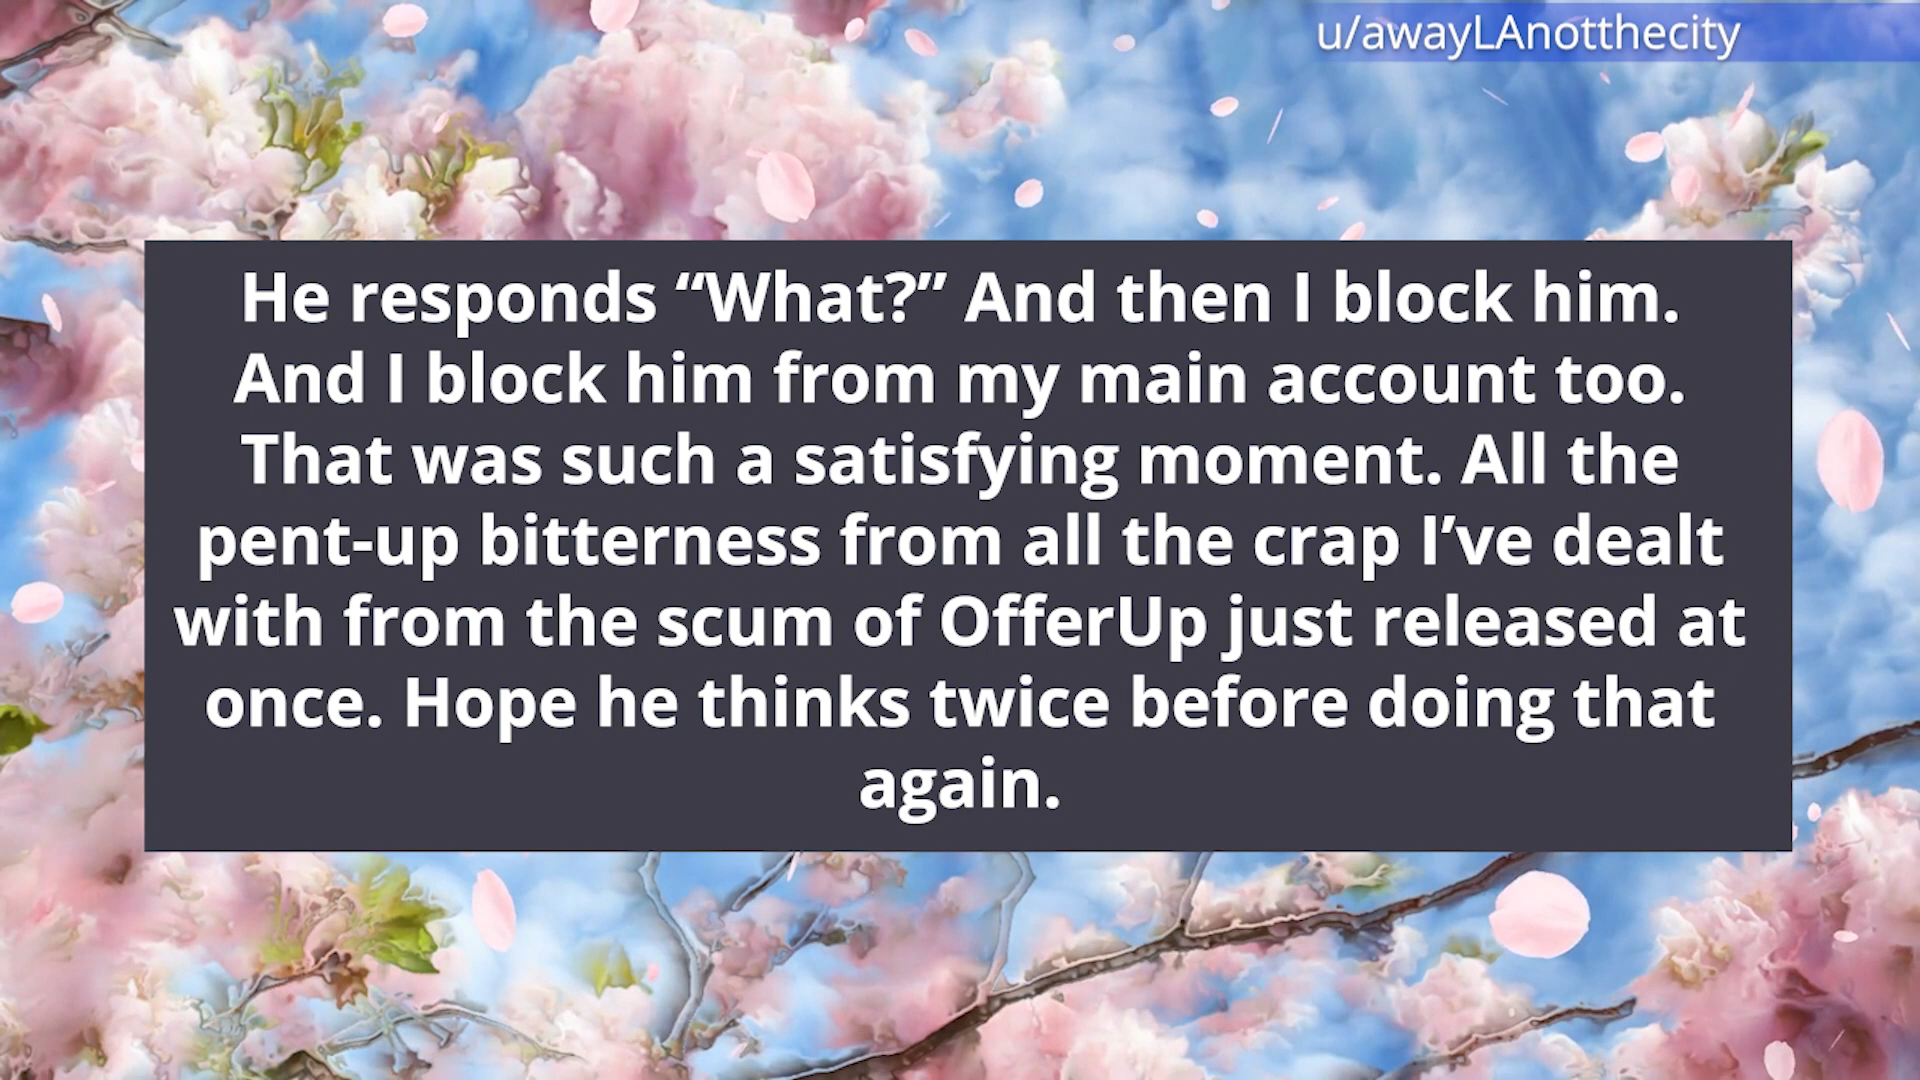 u/awayLAnotthecity
He responds “What?” And then I block him.
And I block him from my main account too.
That was such a satisfying moment. All the
pent-up bitterness from all the crap I’ve dealt
with from the scum of OfferUp just released at
once. Hope he thinks twice before doing that
again.